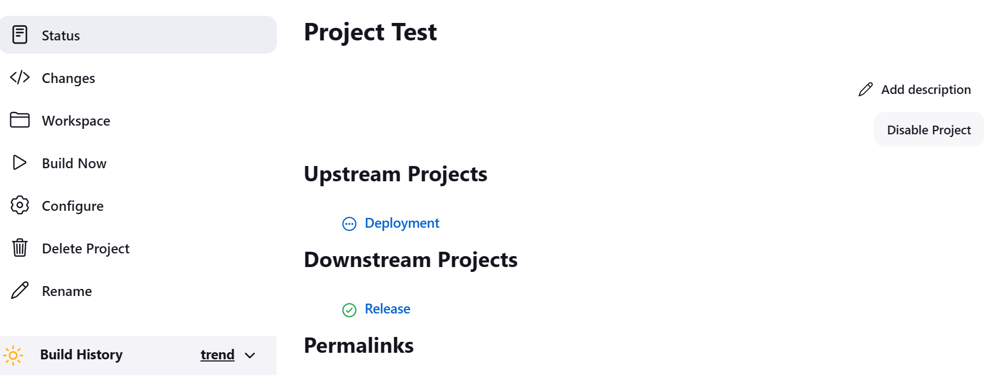 Status
Changes
Workspace
Build Now
Configure
Delete Project
Rename
Build History trend
Project Test
Add description
Disable Project
Upstream Projects
Deployment
Downstream Projects
Release
Permalinks